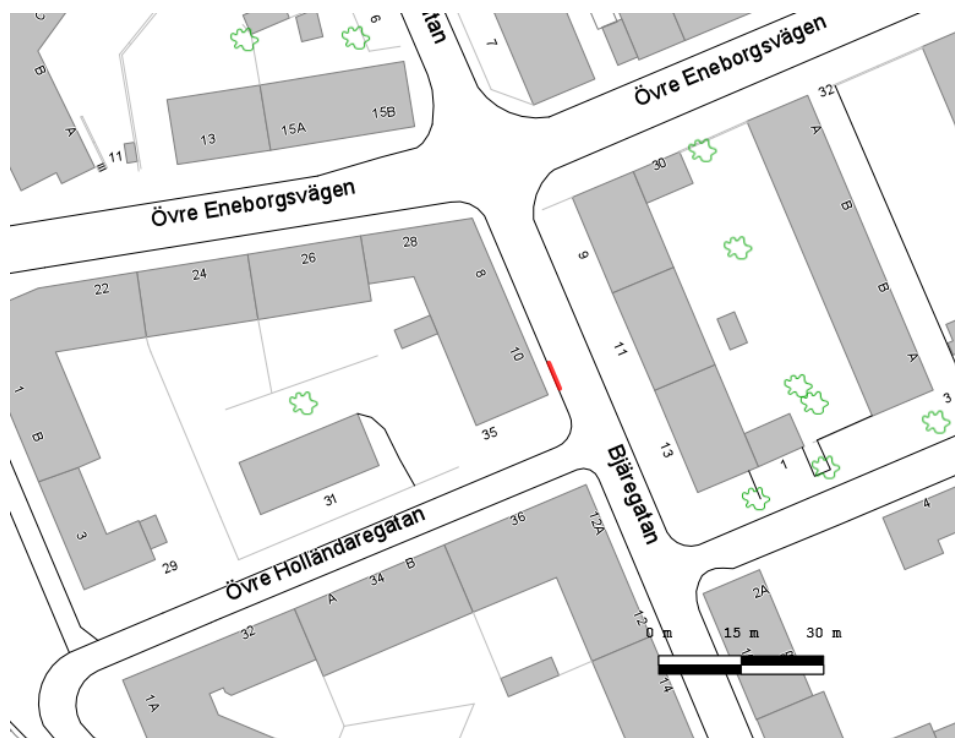 6
gatan
7
C
B
A
11
13
15A
15B
Övre Eneborgsvägen
32
A
30
B
Övre Eneborgsvägen
28
26
24
22
8
9
B
11
10
A
1
B
35
3
13
Bjäregatan
1
31
36
12A
4
3
29
Övre Holländaregatan
B
34
A
2A
12
32
0 m 15 m 30 m
14
1A